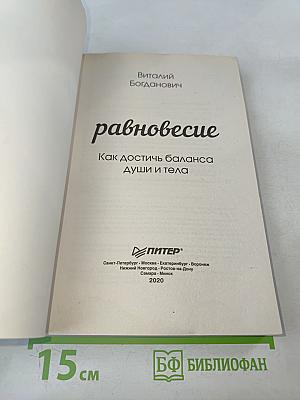 Виталий
Богданович
равновесие
Как достичь баланса
души и тела
ПИТЕР®
Санкт-Петербург • Москва • Екатеринбург • Воронеж
Нижний Новгород • Ростов-на-Дону
Самара • Минск
2020
15 см
БФ БИБЛИОФАН